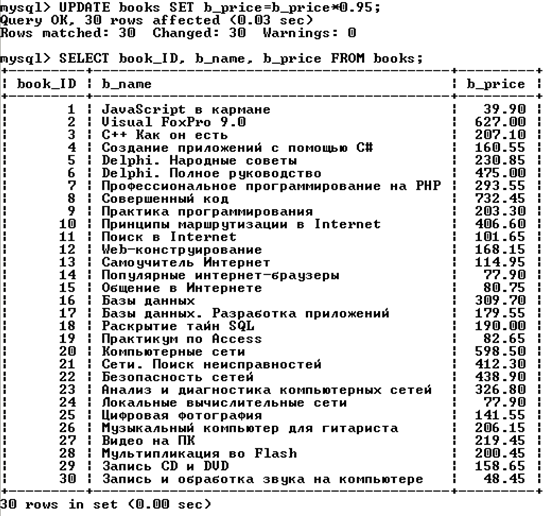 mysql> UPDATE books SET b_price=b_price*0.95;
Query OK, 30 rows affected (0.03 sec)
Rows matched: 30  Changed: 30  Warnings: 0
mysql> SELECT book_ID, b_name, b_price FROM books;
+---------+------------------------------------------+---------+
| book_ID | b_name                                   | b_price |
+---------+------------------------------------------+---------+
|       1 | JavaScript в кармане                     |   39.90 |
|       2 | Visual FoxPro 9.0                        |  627.00 |
|       3 | C++ Как он есть                          |  207.10 |
|       4 | Создание приложений с помощью C#         |  160.55 |
|       5 | Delphi. Народные советы                  |  230.85 |
|       6 | Delphi. Полное руководство               |  475.00 |
|       7 | Профессиональное программирование на PHP |  293.55 |
|       8 | Совершенный код                          |  732.45 |
|       9 | Практика программирования                |  203.30 |
|      10 | Принципы маршрутизации в Internet        |  406.60 |
|      11 | Поиск в Internet                         |  101.65 |
|      12 | Web-конструирование                      |  168.15 |
|      13 | Самоучитель Интернет                     |  114.95 |
|      14 | Популярные интернет-браузеры             |   77.90 |
|      15 | Общение в Интернете                      |   80.75 |
|      16 | Базы данных                              |  309.70 |
|      17 | Базы данных. Разработка приложений       |  179.55 |
|      18 | Раскрытие тайн SQL                       |  190.00 |
|      19 | Практикум по Access                      |   82.65 |
|      20 | Компьютерные сети                        |  598.50 |
|      21 | Сети. Поиск неисправностей               |  412.30 |
|      22 | Безопасность сетей                       |  438.90 |
|      23 | Анализ и диагностика компьютерных сетей  |  326.80 |
|      24 | Локальные вычислительные сети            |   77.90 |
|      25 | Цифровая фотография                      |  141.55 |
|      26 | Музыкальный компьютер для гитариста      |  206.15 |
|      27 | Видео на ПК                              |  219.45 |
|      28 | Мультипликация во Flash                  |  200.45 |
|      29 | Запись CD и DVD                          |  158.65 |
|      30 | Запись и обработка звука на компьютере   |   48.45 |
+---------+------------------------------------------+---------+
30 rows in set (0.00 sec)